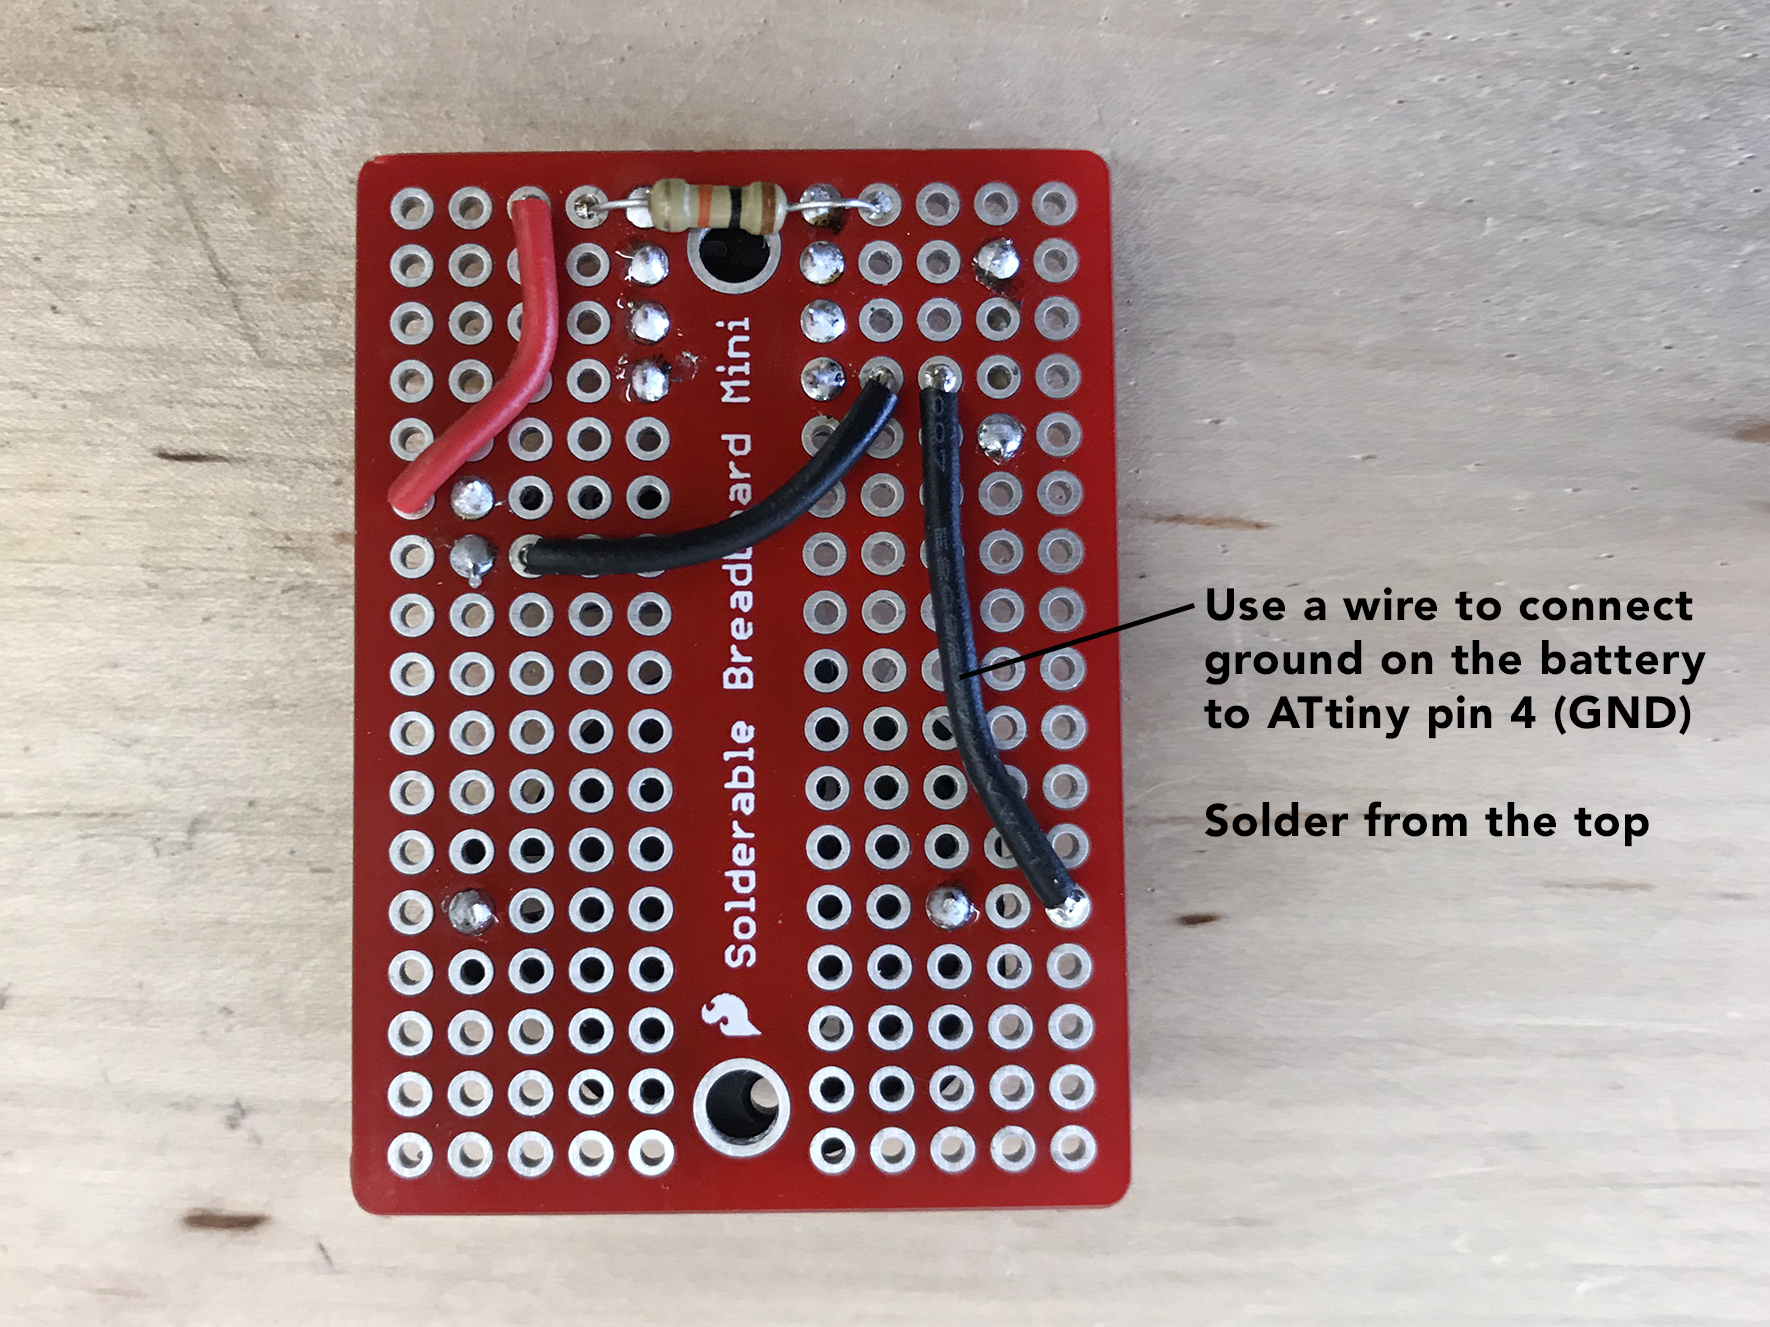 Solderable Breadboard Mini
Use a wire to connect
ground on the battery
to ATtiny pin 4 (GND)
Solder from the top